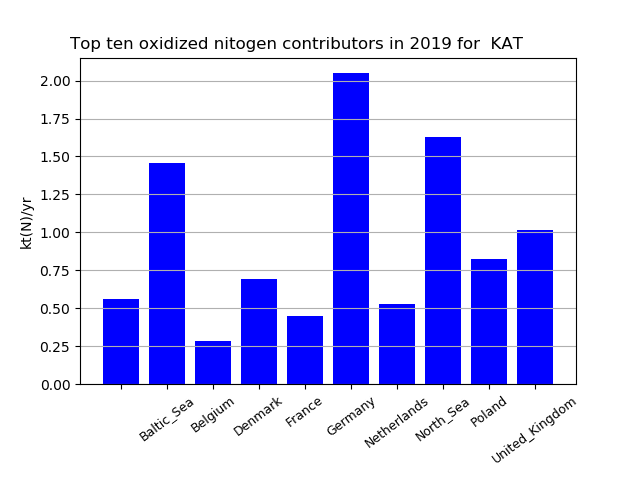 Top ten oxidized nitogen contributors in 2019 for  KAT
kt(N)/yr
2.00
1.75
1.50
1.25
1.00
0.75
0.50
0.25
0.00
Baltic_Sea
Belgium
Denmark
France
Germany
Netherlands
North_Sea
Poland
United_Kingdom